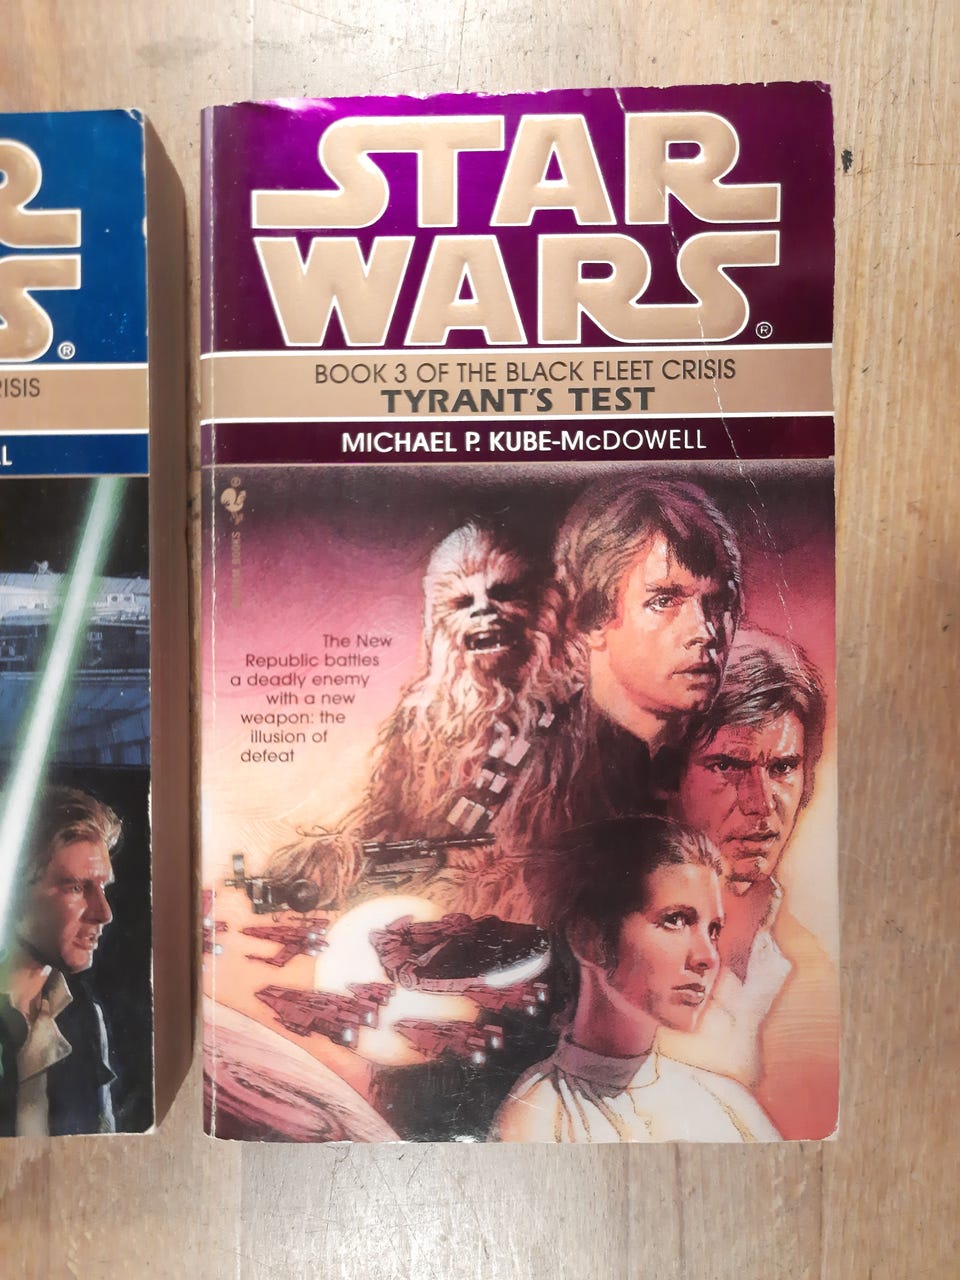 R
S®
RISIS
LL
STAR
WARS®
BOOK 3 OF THE BLACK FLEET CRISIS
TYRANT'S TEST
MICHAEL P. KUBE-McDOWELL
The New
Republic battles
a deadly enemy
with a new
weapon: the
illusion of
defeat